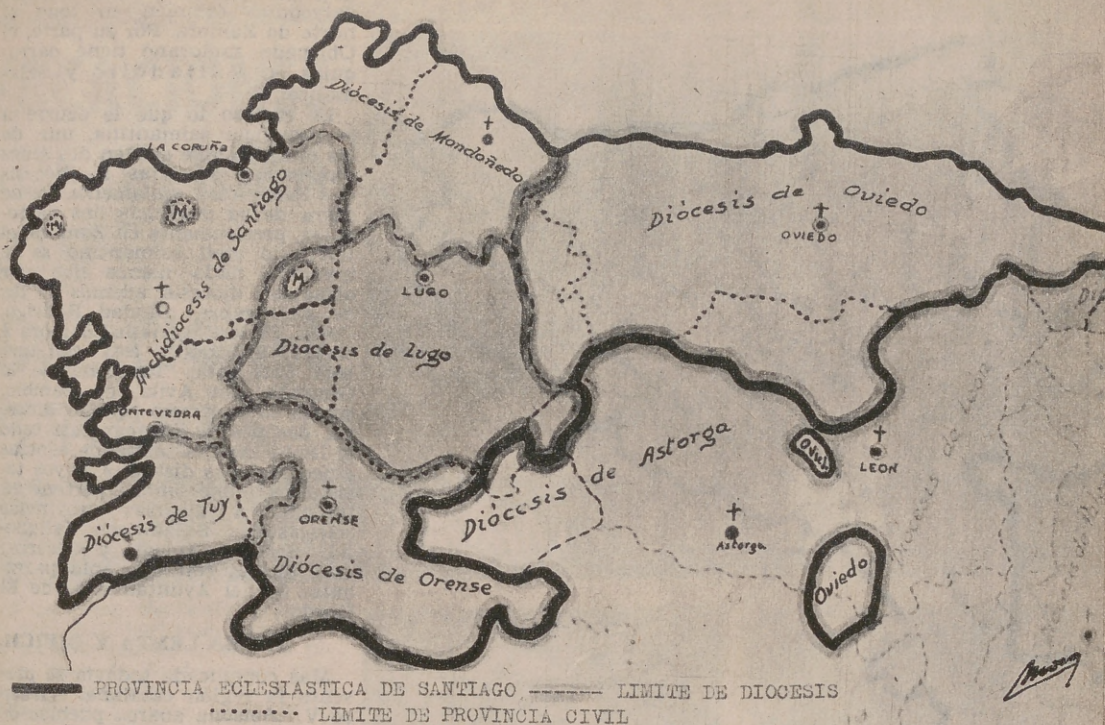 Diócesis de Mondoñedo
LA CORUÑA
Archidiócesis de Santiago
M
M
M
Diócesis de Oviedo
OVIEDO
LUGO
Diócesis de Lugo
PONTEVEDRA
Diócesis de Tuy
ORENSE
Diócesis de Orense
Diócesis de Astorga
Astorga
LEON
Diócesis de León
Oviedo
PROVINCIA ECLESIASTICA DE SANTIAGO LIMITE DE DIOCESIS
LIMITE DE PROVINCIA CIVIL